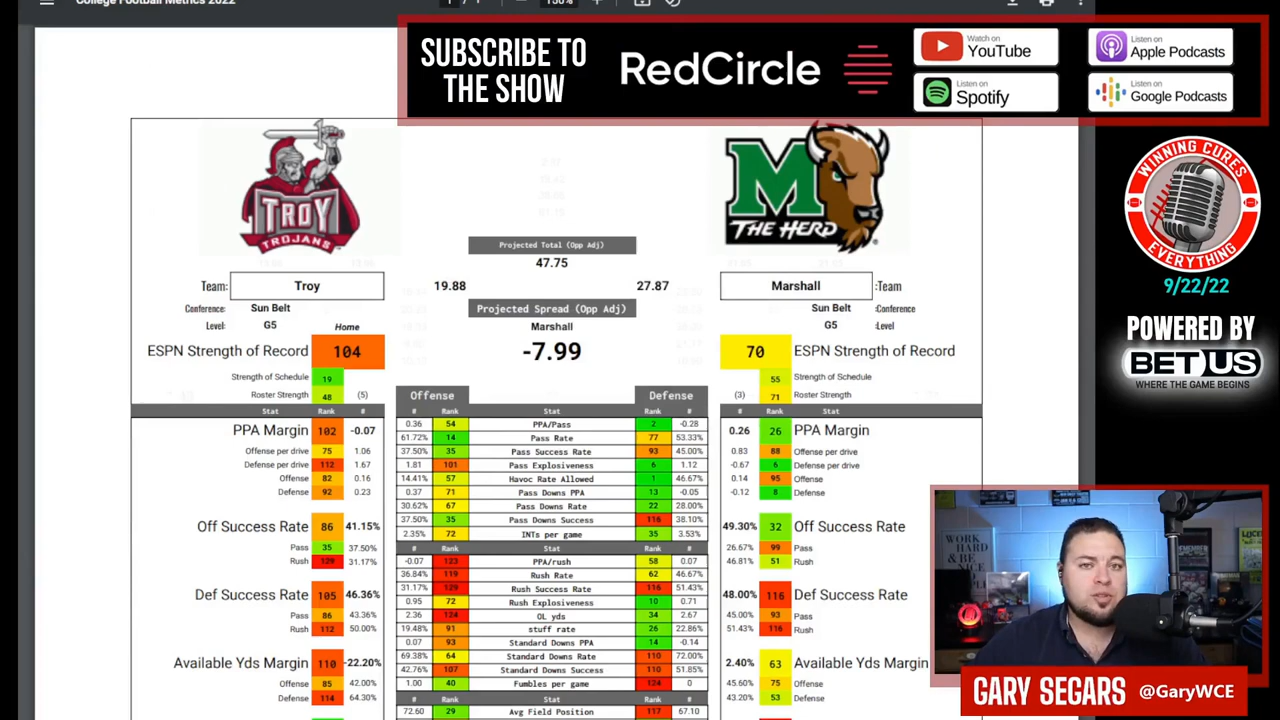 College Football Metrics 2022
1 / 1
150%
SUBSCRIBE TO
THE SHOW
RedCircle
Watch on
YouTube
Listen on
Apple Podcasts
Listen on
Spotify
Listen on
Google Podcasts
WINNING CURES
EVERYTHING
9/22/22
POWERED BY
BETUS
WHERE THE GAME BEGINS
TROY
TROJANS
M
THE HERD
Projected Total (Opp Adj)
47.75
Team: Troy 19.88 27.87 Marshall :Team
Conference: Sun Belt Projected Spread (Opp Adj) Sun Belt :Conference
Level: G5 Home Marshall G5 :Level
ESPN Strength of Record 104 -7.99 70 ESPN Strength of Record
Strength of Schedule 19 55 Strength of Schedule
Roster Strength 48 (5) Offense Defense (3) 71 Roster Strength
Stat Rank # # Rank Stat Rank # # Rank Stat
PPA Margin 102 -0.07 0.26 26 PPA Margin
Offense per drive 75 1.06 0.83 88 Offense per drive
Defense per drive 112 1.67 -0.67 6 Defense per drive
Offense 82 0.16 0.14 95 Offense
Defense 92 0.23 -0.12 8 Defense
Off Success Rate 86 41.15% 49.30% 32 Off Success Rate
Pass 35 37.50% 26.67% 99 Pass
Rush 129 31.17% 46.81% 51 Rush
Def Success Rate 105 46.36% 48.00% 116 Def Success Rate
Pass 86 43.36% 45.00% 93 Pass
Rush 112 50.00% 51.43% 116 Rush
Available Yds Margin 110 -22.20% 2.40% 63 Available Yds Margin
Offense 85 42.00% 46.60% 75 Offense
Defense 114 64.30% 43.20% 53 Defense
0.36 54 PPA/Pass 2 -0.28
61.72% 14 Pass Rate 77 53.33%
37.50% 35 Pass Success Rate 93 45.00%
1.81 101 Pass Explosiveness 6 1.12
14.41% 57 Havoc Rate Allowed 1 46.67%
0.37 71 Pass Downs PPA 13 -0.05
30.62% 67 Pass Downs Rate 22 28.00%
37.50% 35 Pass Downs Success 116 38.10%
2.35% 72 INTs per game 35 3.53%
# Rank Stat Rank #
-0.07 123 PPA/rush 58 0.07
36.84% 119 Rush Rate 62 46.67%
31.17% 129 Rush Success Rate 116 51.43%
0.95 72 Rush Explosiveness 10 0.71
2.36 124 OL yds 34 2.67
19.48% 91 stuff rate 26 22.86%
0.07 93 Standard Downs PPA 14 -0.14
69.38% 64 Standard Downs Rate 110 72.00%
42.76% 107 Standard Downs Success 110 51.85%
1.00 40 Fumbles per game 124 0
# Rank Stat Rank #
72.60 29 Avg Field Position 117 67.10
WORK
HARD &
GARY SEGARS @GaryWCE